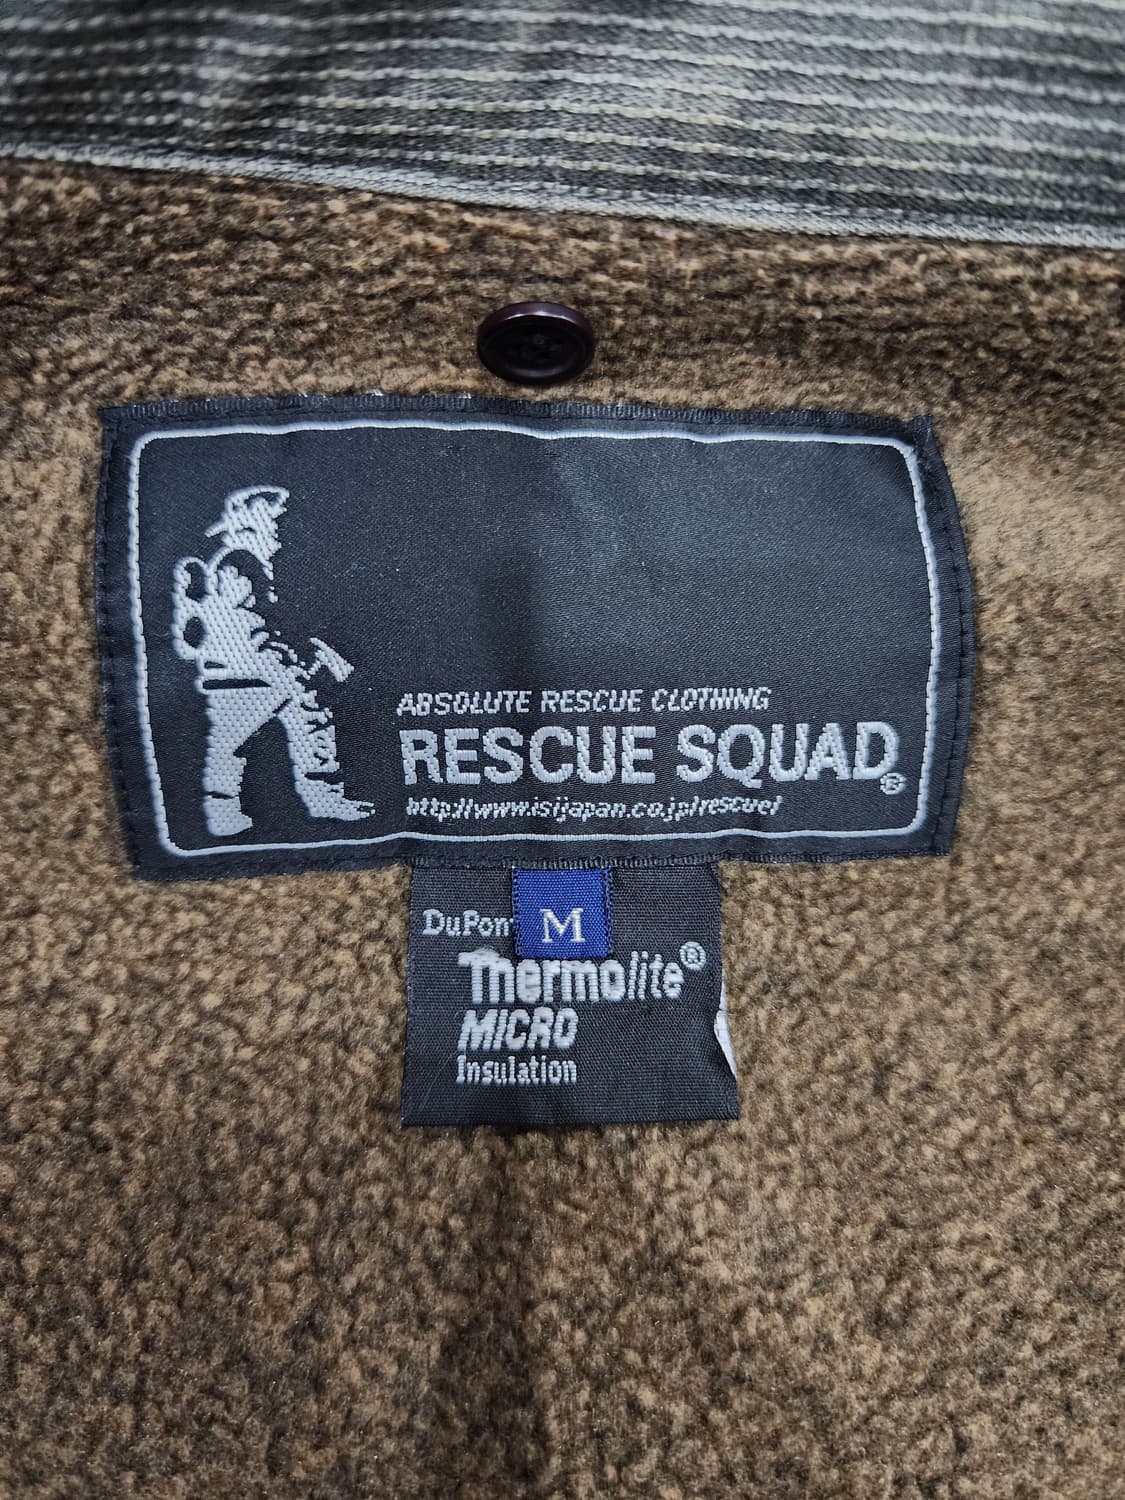 ABSOLUTE RESCUE CLOTHING
RESCUE SQUAD®
http://www.isijapan.co.jp/rescue/
M
DuPont
Thermolite®
MICRO
Insulation